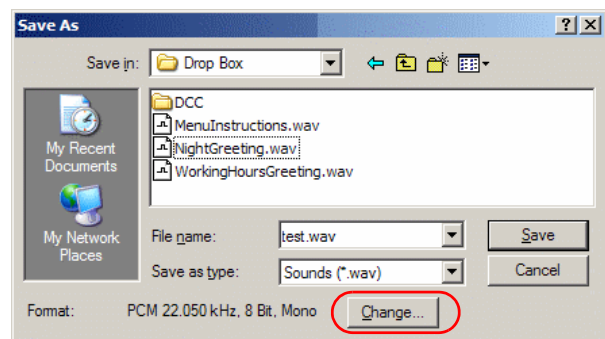 Save As
Save in: Drop Box
DCC
MenuInstructions.wav
NightGreeting.wav
WorkingHoursGreeting.wav
My Recent
Documents
My Network
Places
File name: test.wav Save
Save as type: Sounds (*.wav) Cancel
Format: PCM 22.050 kHz, 8 Bit, Mono Change...